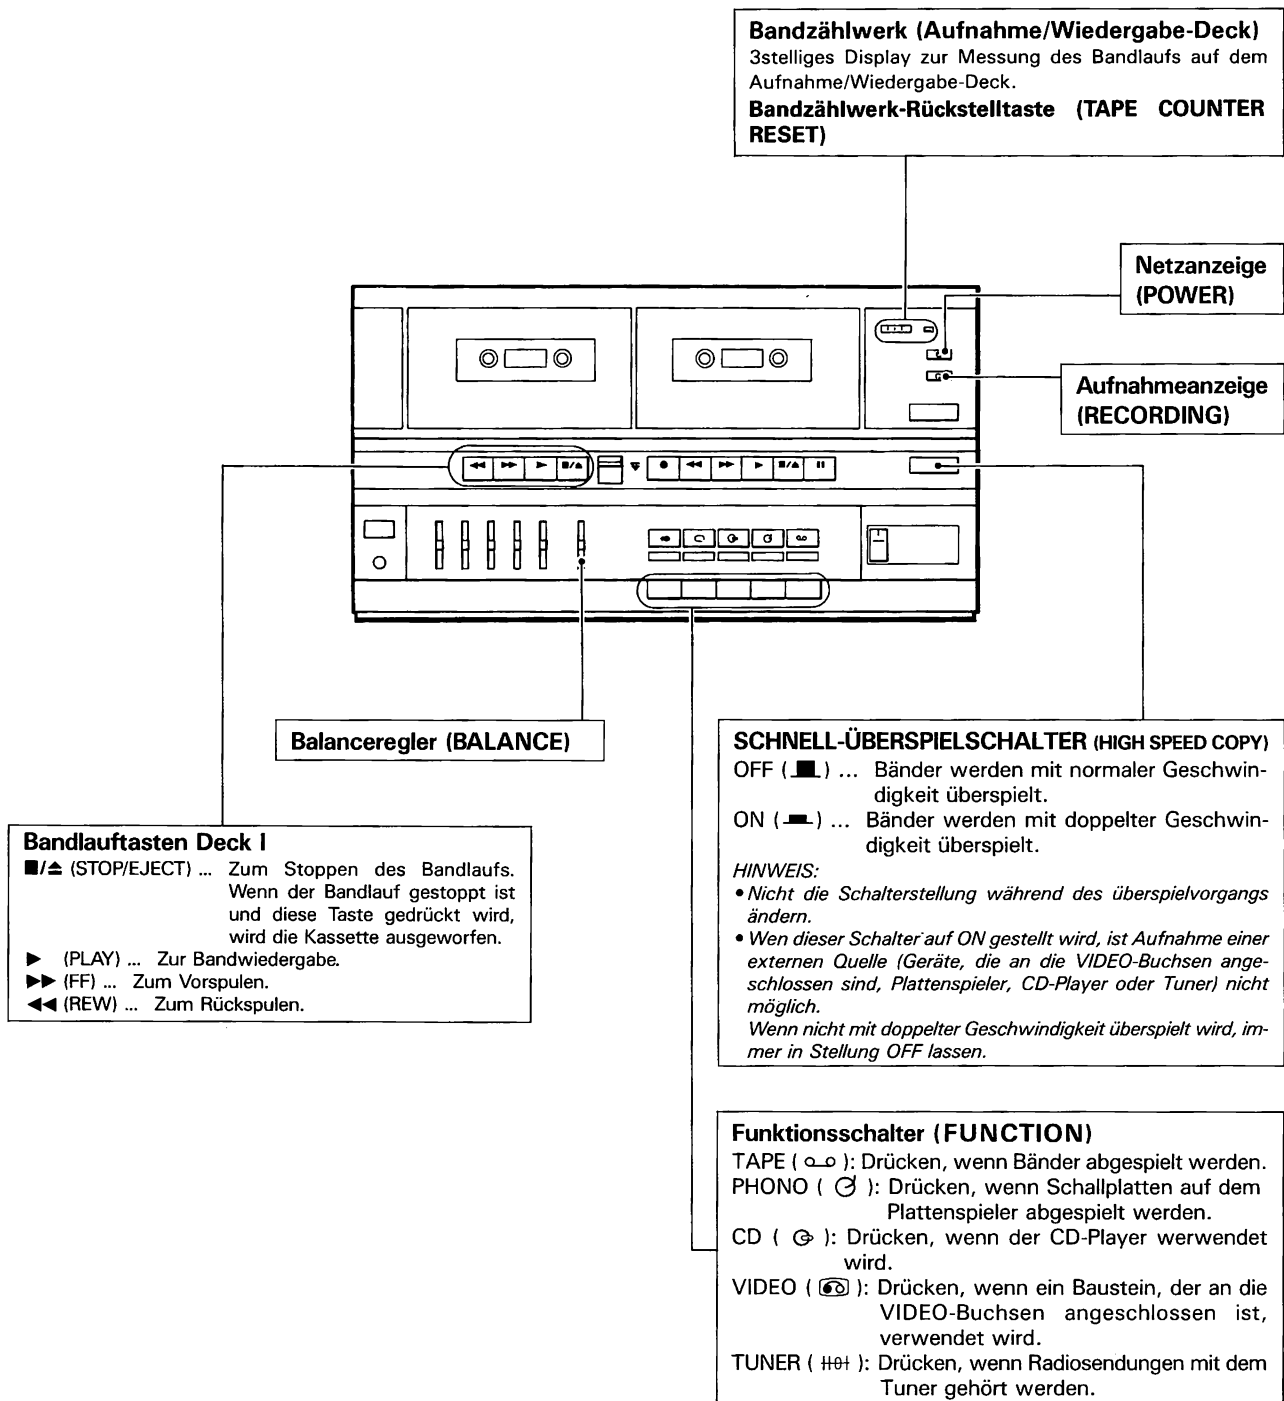 Bandzählwerk (Aufnahme/Wiedergabe-Deck)
3stelliges Display zur Messung des Bandlaufs auf dem
Aufnahme/Wiedergabe-Deck.
Bandzählwerk-Rückstelltaste (TAPE COUNTER
RESET)
Netzanzeige
(POWER)
Aufnahmeanzeige
(RECORDING)
Balanceregler (BALANCE)
Bandlauftasten Deck I
■/⏏ (STOP/EJECT) ... Zum Stoppen des Bandlaufs.
Wenn der Bandlauf gestoppt ist
und diese Taste gedrückt wird,
wird die Kassette ausgeworfen.
▶ (PLAY) ... Zur Bandwiedergabe.
▶▶ (FF) ... Zum Vorspulen.
◀◀ (REW) ... Zum Rückspulen.
SCHNELL-ÜBERSPIELSCHALTER (HIGH SPEED COPY)
OFF ( ) ... Bänder werden mit normaler Geschwin-
digkeit überspielt.
ON ( ) ... Bänder werden mit doppelter Geschwin-
digkeit überspielt.
HINWEIS:
• Nicht die Schalterstellung während des überspielvorgangs
ändern.
• Wen dieser Schalter auf ON gestellt wird, ist Aufnahme einer
externen Quelle (Geräte, die an die VIDEO-Buchsen ange-
schlossen sind, Plattenspieler, CD-Player oder Tuner) nicht
möglich.
Wenn nicht mit doppelter Geschwindigkeit überspielt wird, im-
mer in Stellung OFF lassen.
Funktionsschalter (FUNCTION)
TAPE ( ): Drücken, wenn Bänder abgespielt werden.
PHONO ( ): Drücken, wenn Schallplatten auf dem
Plattenspieler abgespielt werden.
CD ( ): Drücken, wenn der CD-Player werwendet
wird.
VIDEO ( ): Drücken, wenn ein Baustein, der an die
VIDEO-Buchsen angeschlossen ist,
verwendet wird.
TUNER ( ): Drücken, wenn Radiosendungen mit dem
Tuner gehört werden.